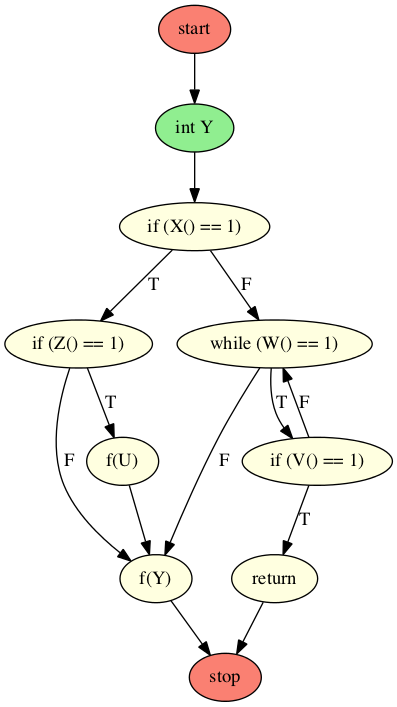 start
int Y
if (X() == 1)
T
F
if (Z() == 1)
while (W() == 1)
T
T
F
F
f(U)
F
if (V() == 1)
T
f(Y)
return
stop